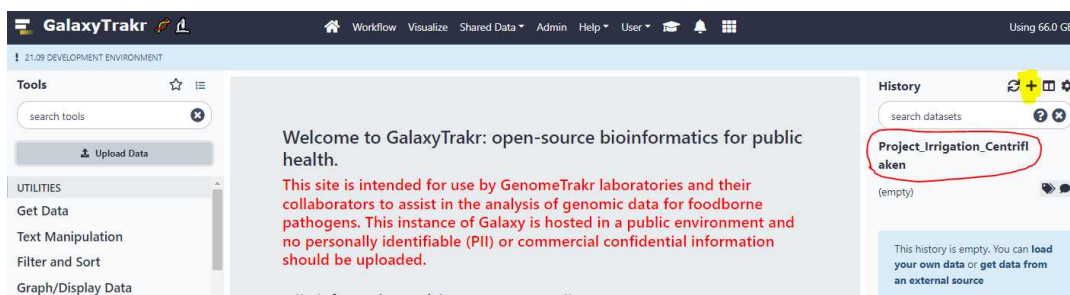 GalaxyTrakr
Workflow Visualize Shared Data Admin Help User
Using 66.0 GB
! 21.09 DEVELOPMENT ENVIRONMENT
Tools
search tools
Upload Data
UTILITIES
Get Data
Text Manipulation
Filter and Sort
Graph/Display Data
Welcome to GalaxyTrakr: open-source bioinformatics for public
health.
This site is intended for use by GenomeTrakr laboratories and their
collaborators to assist in the analysis of genomic data for foodborne
pathogens. This instance of Galaxy is hosted in a public environment and
no personally identifiable (PII) or commercial confidential information
should be uploaded.
History
search datasets
Project_Irrigation_Centrifl
aken
(empty)
This history is empty. You can load
your own data or get data from
an external source